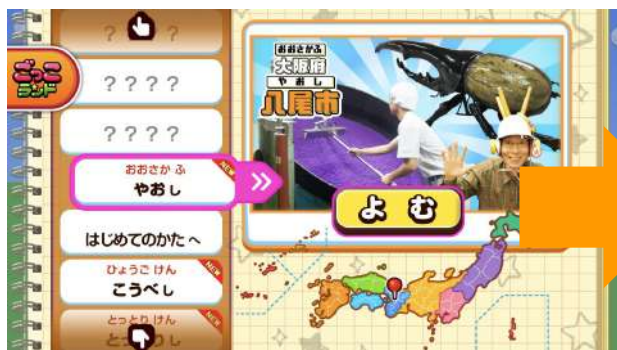 ? ?
ごっこ
ランド
????
????
おおさか ふ
やお し
NEW
はじめてのかた へ
ひょうご けん
こうべ し
NEW
とっとり けん
NEW
おおさかふ
大阪府
やおし
八尾市
よむ